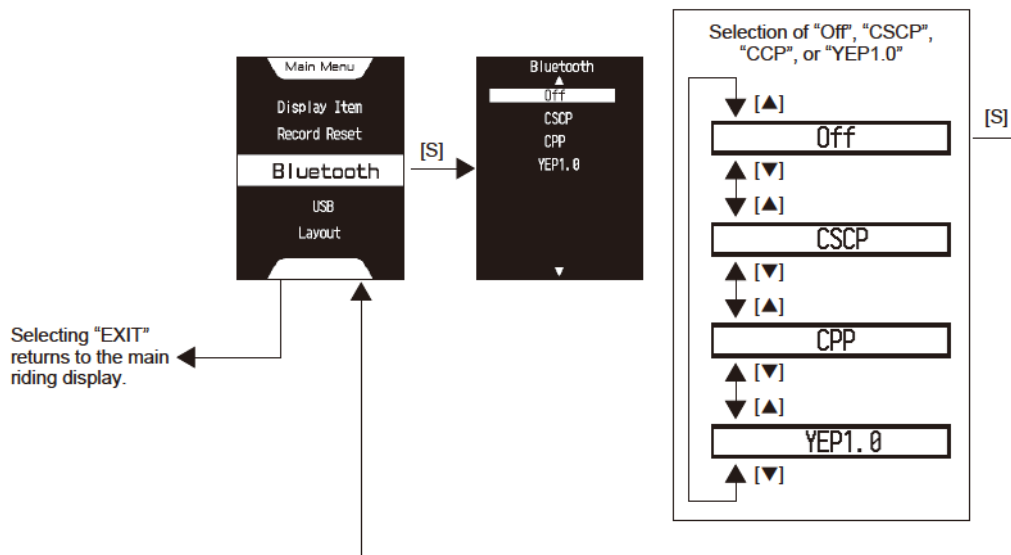 Main Menu
Display Item
Record Reset
Bluetooth
USB
Layout
[S]
Bluetooth
▲
Off
CSCP
CPP
YEP1.0
▼
Selection of “Off”, “CSCP”,
“CCP”, or “YEP1.0”
[▲]
Off
[▼]
[▲]
CSCP
[▼]
[▲]
CPP
[▼]
[▲]
YEP1.0
[▼]
[S]
Selecting “EXIT”
returns to the main
riding display.